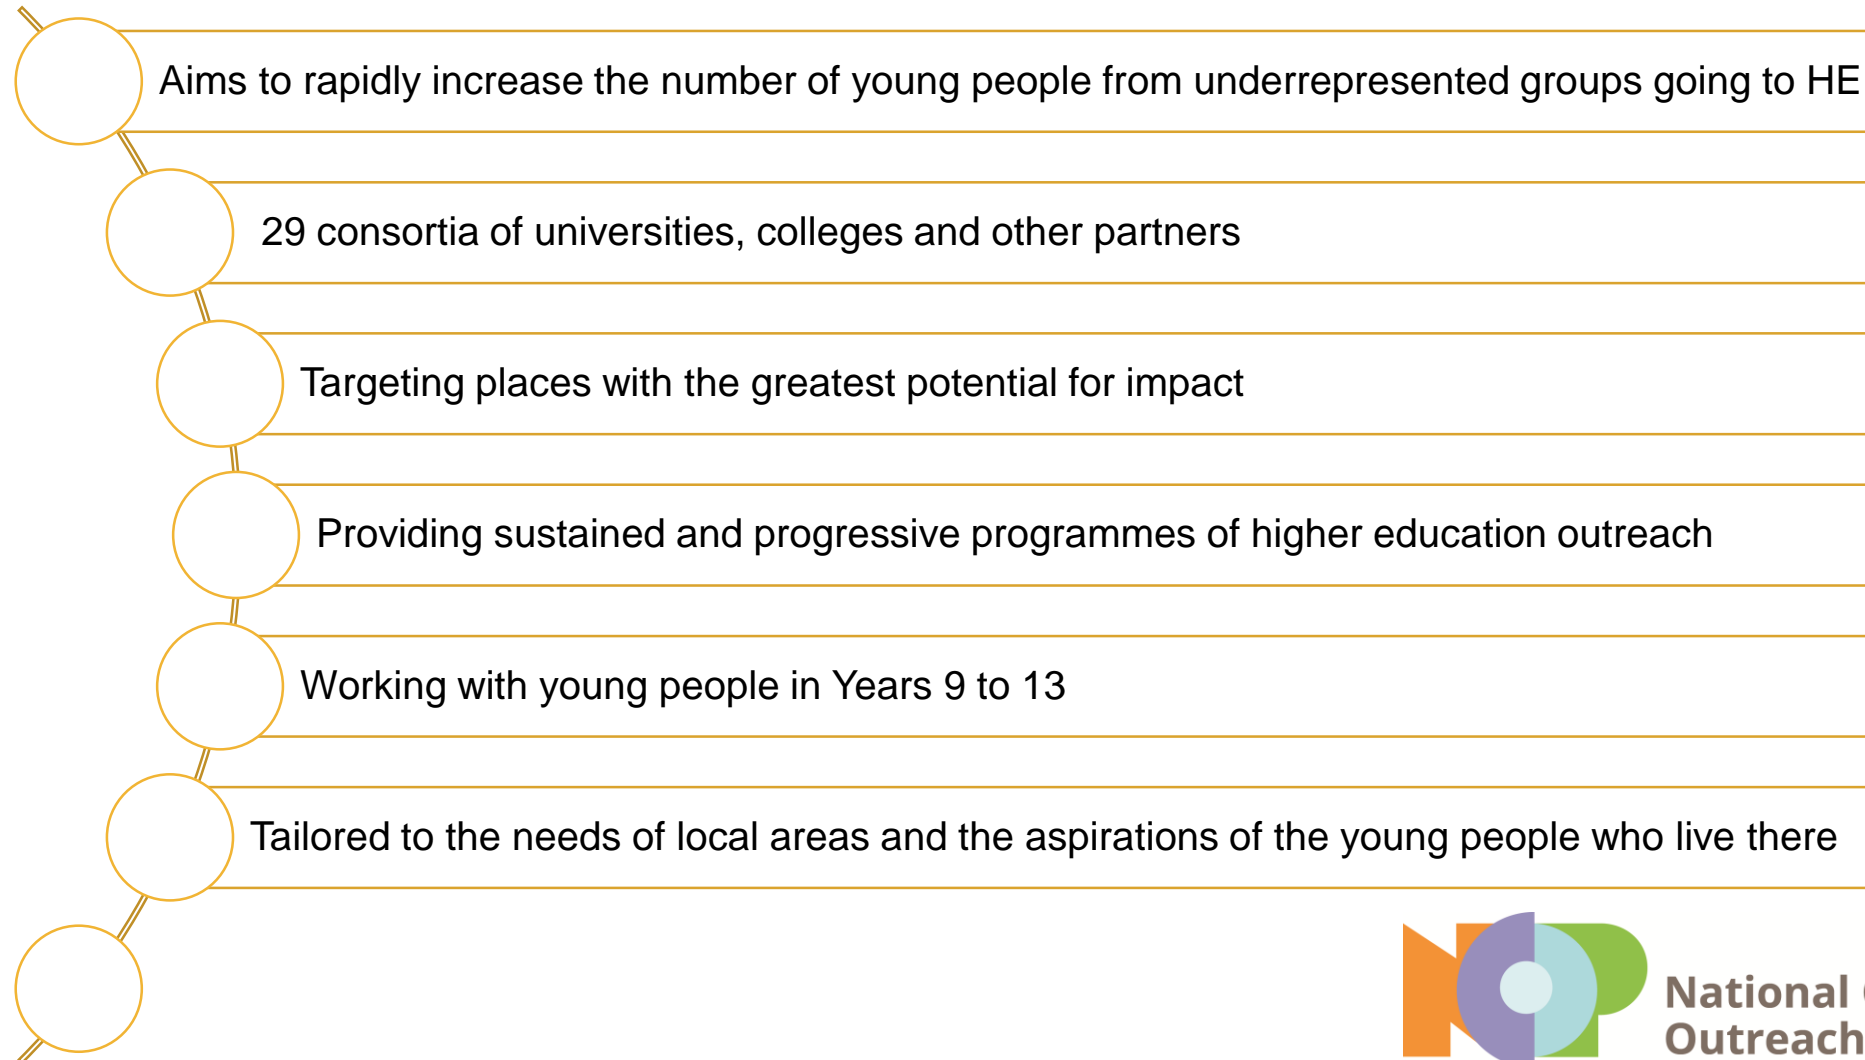 Aims to rapidly increase the number of young people from underrepresented groups going to HE
29 consortia of universities, colleges and other partners
Targeting places with the greatest potential for impact
Providing sustained and progressive programmes of higher education outreach
Working with young people in Years 9 to 13
Tailored to the needs of local areas and the aspirations of the young people who live there
NCOP
National
Outreach